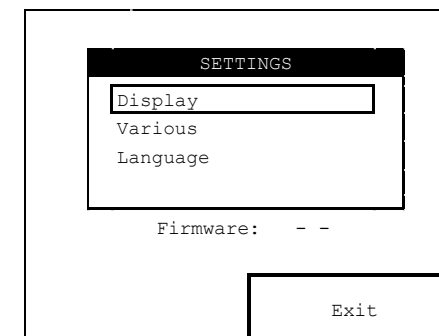 SETTINGS
Display
Various
Language
Firmware: - -
Exit